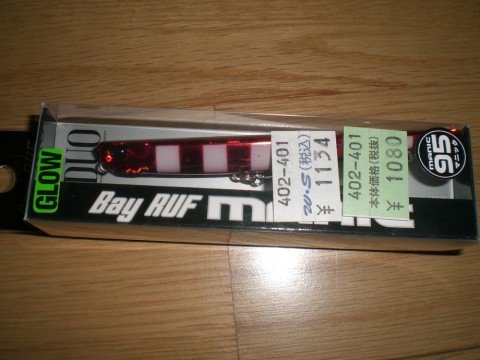 GLOW
DUO
Bay RUF
402-401
(税込)
¥ 1134
402-401
本体価格(税抜)
¥ 1080
MANIC
95
マニック